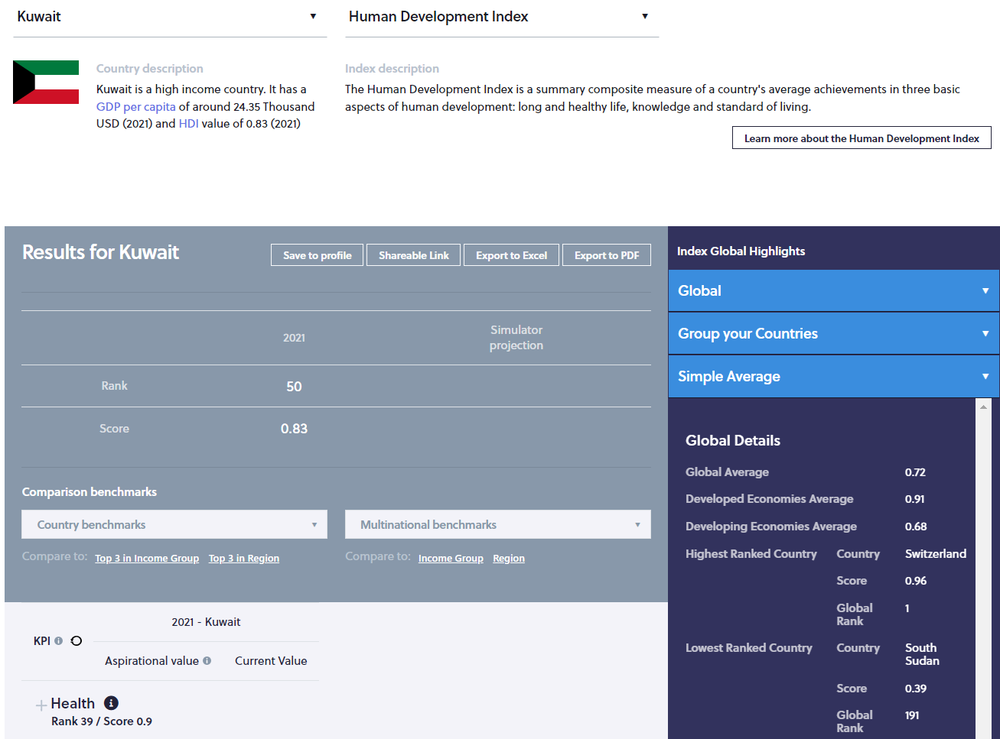 Kuwait
Human Development Index
Country description
Kuwait is a high income country. It has a
GDP per capita of around 24.35 Thousand
USD (2021) and HDI value of 0.83 (2021)
Index description
The Human Development Index is a summary composite measure of a country's average achievements in three basic
aspects of human development: long and healthy life, knowledge and standard of living.
Learn more about the Human Development Index
Results for Kuwait
Save to profile
Shareable Link
Export to Excel
Export to PDF
2021
Simulator
projection
Rank
50
Score
0.83
Comparison benchmarks
Country benchmarks
Multinational benchmarks
Compare to: Top 3 in Income Group Top 3 in Region
Compare to: Income Group Region
2021 - Kuwait
KPI
Aspirational value
Current Value
Health
Rank 39 / Score 0.9
Index Global Highlights
Global
Group your Countries
Simple Average
Global Details
Global Average 0.72
Developed Economies Average 0.91
Developing Economies Average 0.68
Highest Ranked Country Country Switzerland
Score 0.96
Global
Rank
1
Lowest Ranked Country Country South
Sudan
Score 0.39
Global
Rank
191